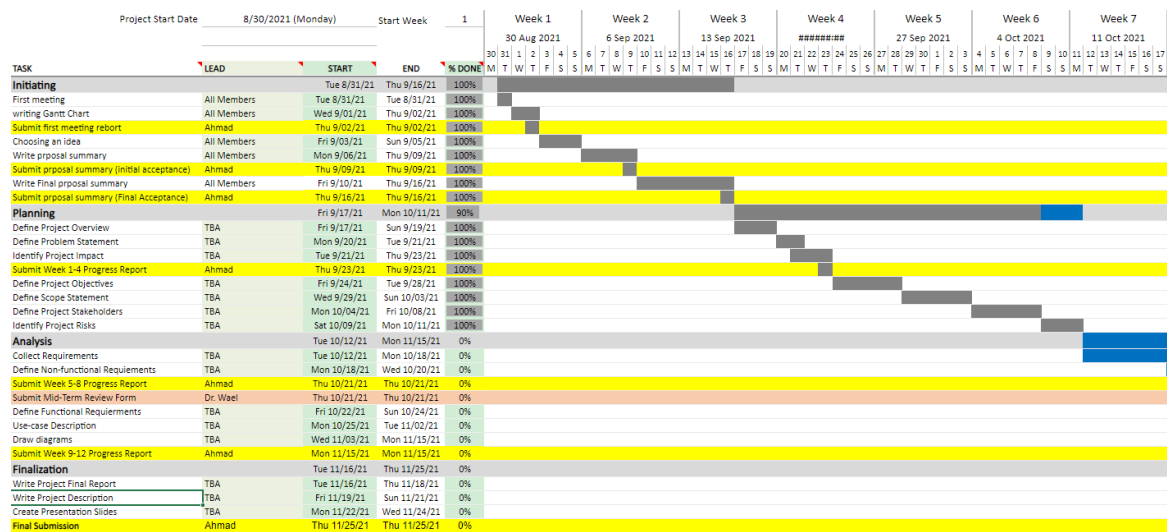 Project Start Date 8/30/2021 (Monday) Start Week 1 Week 1 Week 2 Week 3 Week 4 Week 5 Week 6 Week 7
30 Aug 2021 6 Sep 2021 13 Sep 2021 ######:## 27 Sep 2021 4 Oct 2021 11 Oct 2021
30 31 1 2 3 4 5 6 7 8 9 10 11 12 13 14 15 16 17 18 19 20 21 22 23 24 25 26 27 28 29 30 1 2 3 4 5 6 7 8 9 10 11 12 13 14 15 16 17
TASK LEAD START END % DONE M T W T F S S M T W T F S S M T W T F S S M T W T F S S M T W T F S S M T W T F S S M T W T F S S
Initiating Tue 8/31/21 Thu 9/16/21 100%
First meeting All Members Tue 8/31/21 Tue 8/31/21 100%
writing Gantt Chart All Members Wed 9/01/21 Thu 9/02/21 100%
Submit first meeting rebort Ahmad Thu 9/02/21 Thu 9/02/21 100%
Choosing an idea All Members Fri 9/03/21 Sun 9/05/21 100%
Write prposal summary All Members Mon 9/06/21 Thu 9/09/21 100%
Submit prposal summary (initial acceptance) Ahmad Thu 9/09/21 Thu 9/09/21 100%
Write Final prposal summary All Members Fri 9/10/21 Thu 9/16/21 100%
Submit prposal summary (Final Acceptance) Ahmad Thu 9/16/21 Thu 9/16/21 100%
Planning Fri 9/17/21 Mon 10/11/21 90%
Define Project Overview TBA Fri 9/17/21 Sun 9/19/21 100%
Define Problem Statement TBA Mon 9/20/21 Tue 9/21/21 100%
Identify Project Impact TBA Tue 9/21/21 Thu 9/23/21 100%
Submit Week 1-4 Progress Report Ahmad Thu 9/23/21 Thu 9/23/21 100%
Define Project Objectives TBA Fri 9/24/21 Tue 9/28/21 100%
Define Scope Statement TBA Wed 9/29/21 Sun 10/03/21 100%
Define Project Stakeholders TBA Mon 10/04/21 Fri 10/08/21 100%
Identify Project Risks TBA Sat 10/09/21 Mon 10/11/21 100%
Analysis Tue 10/12/21 Mon 11/15/21 0%
Collect Requirements TBA Tue 10/12/21 Mon 10/18/21 0%
Define Non-functional Requiements TBA Mon 10/18/21 Wed 10/20/21 0%
Submit Week 5-8 Progress Report Ahmad Thu 10/21/21 Thu 10/21/21 0%
Submit Mid-Term Review Form Dr. Wael Thu 10/21/21 Thu 10/21/21 0%
Define Functional Requierments TBA Fri 10/22/21 Sun 10/24/21 0%
Use-case Description TBA Mon 10/25/21 Tue 11/02/21 0%
Draw diagrams TBA Wed 11/03/21 Mon 11/15/21 0%
Submit Week 9-12 Progress Report Ahmad Mon 11/15/21 Mon 11/15/21 0%
Finalization Tue 11/16/21 Thu 11/25/21 0%
Write Project Final Report TBA Tue 11/16/21 Thu 11/18/21 0%
Write Project Description TBA Fri 11/19/21 Sun 11/21/21 0%
Create Presentation Slides TBA Mon 11/22/21 Wed 11/24/21 0%
Final Submission Ahmad Thu 11/25/21 Thu 11/25/21 0%